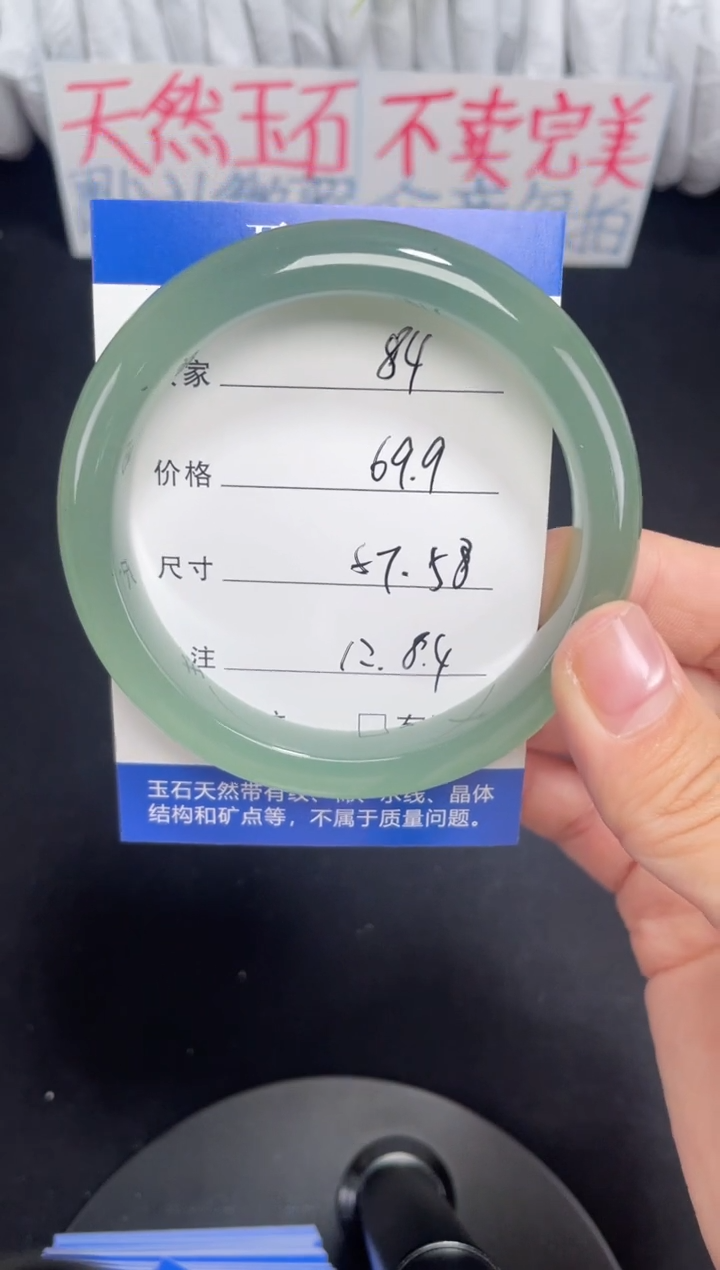 天然玉石 不卖完美
家 84
价格 69.9
尺寸 57.58
注 12.8.4
玉石天然带有纹、棉、水线、晶体
结构和矿点等，不属于质量问题。